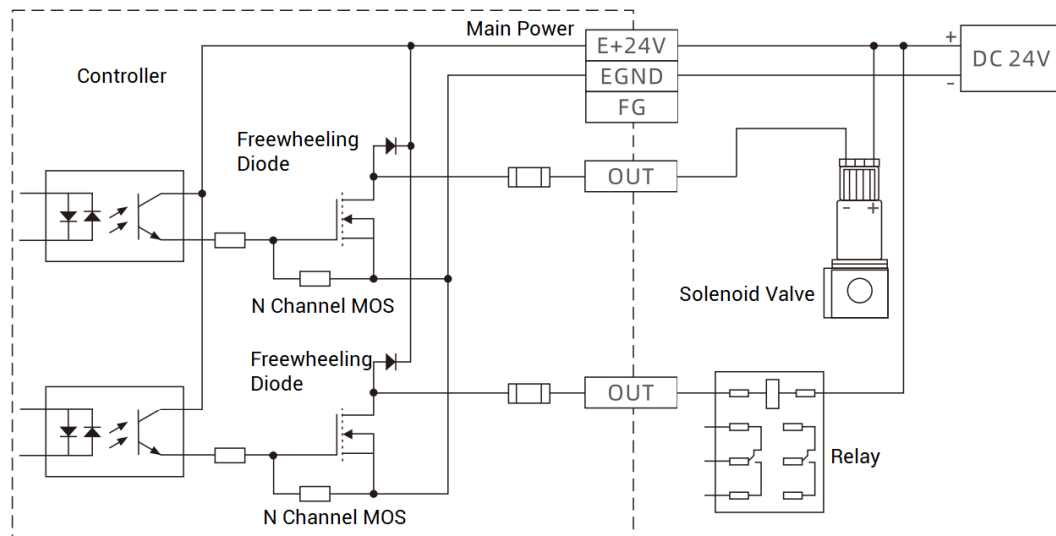 Main Power
E+24V
+
DC 24V
Controller
EGND
-
FG
Freewheeling
Diode
OUT
- +
N Channel MOS
Solenoid Valve
Freewheeling
Diode
OUT
Relay
N Channel MOS